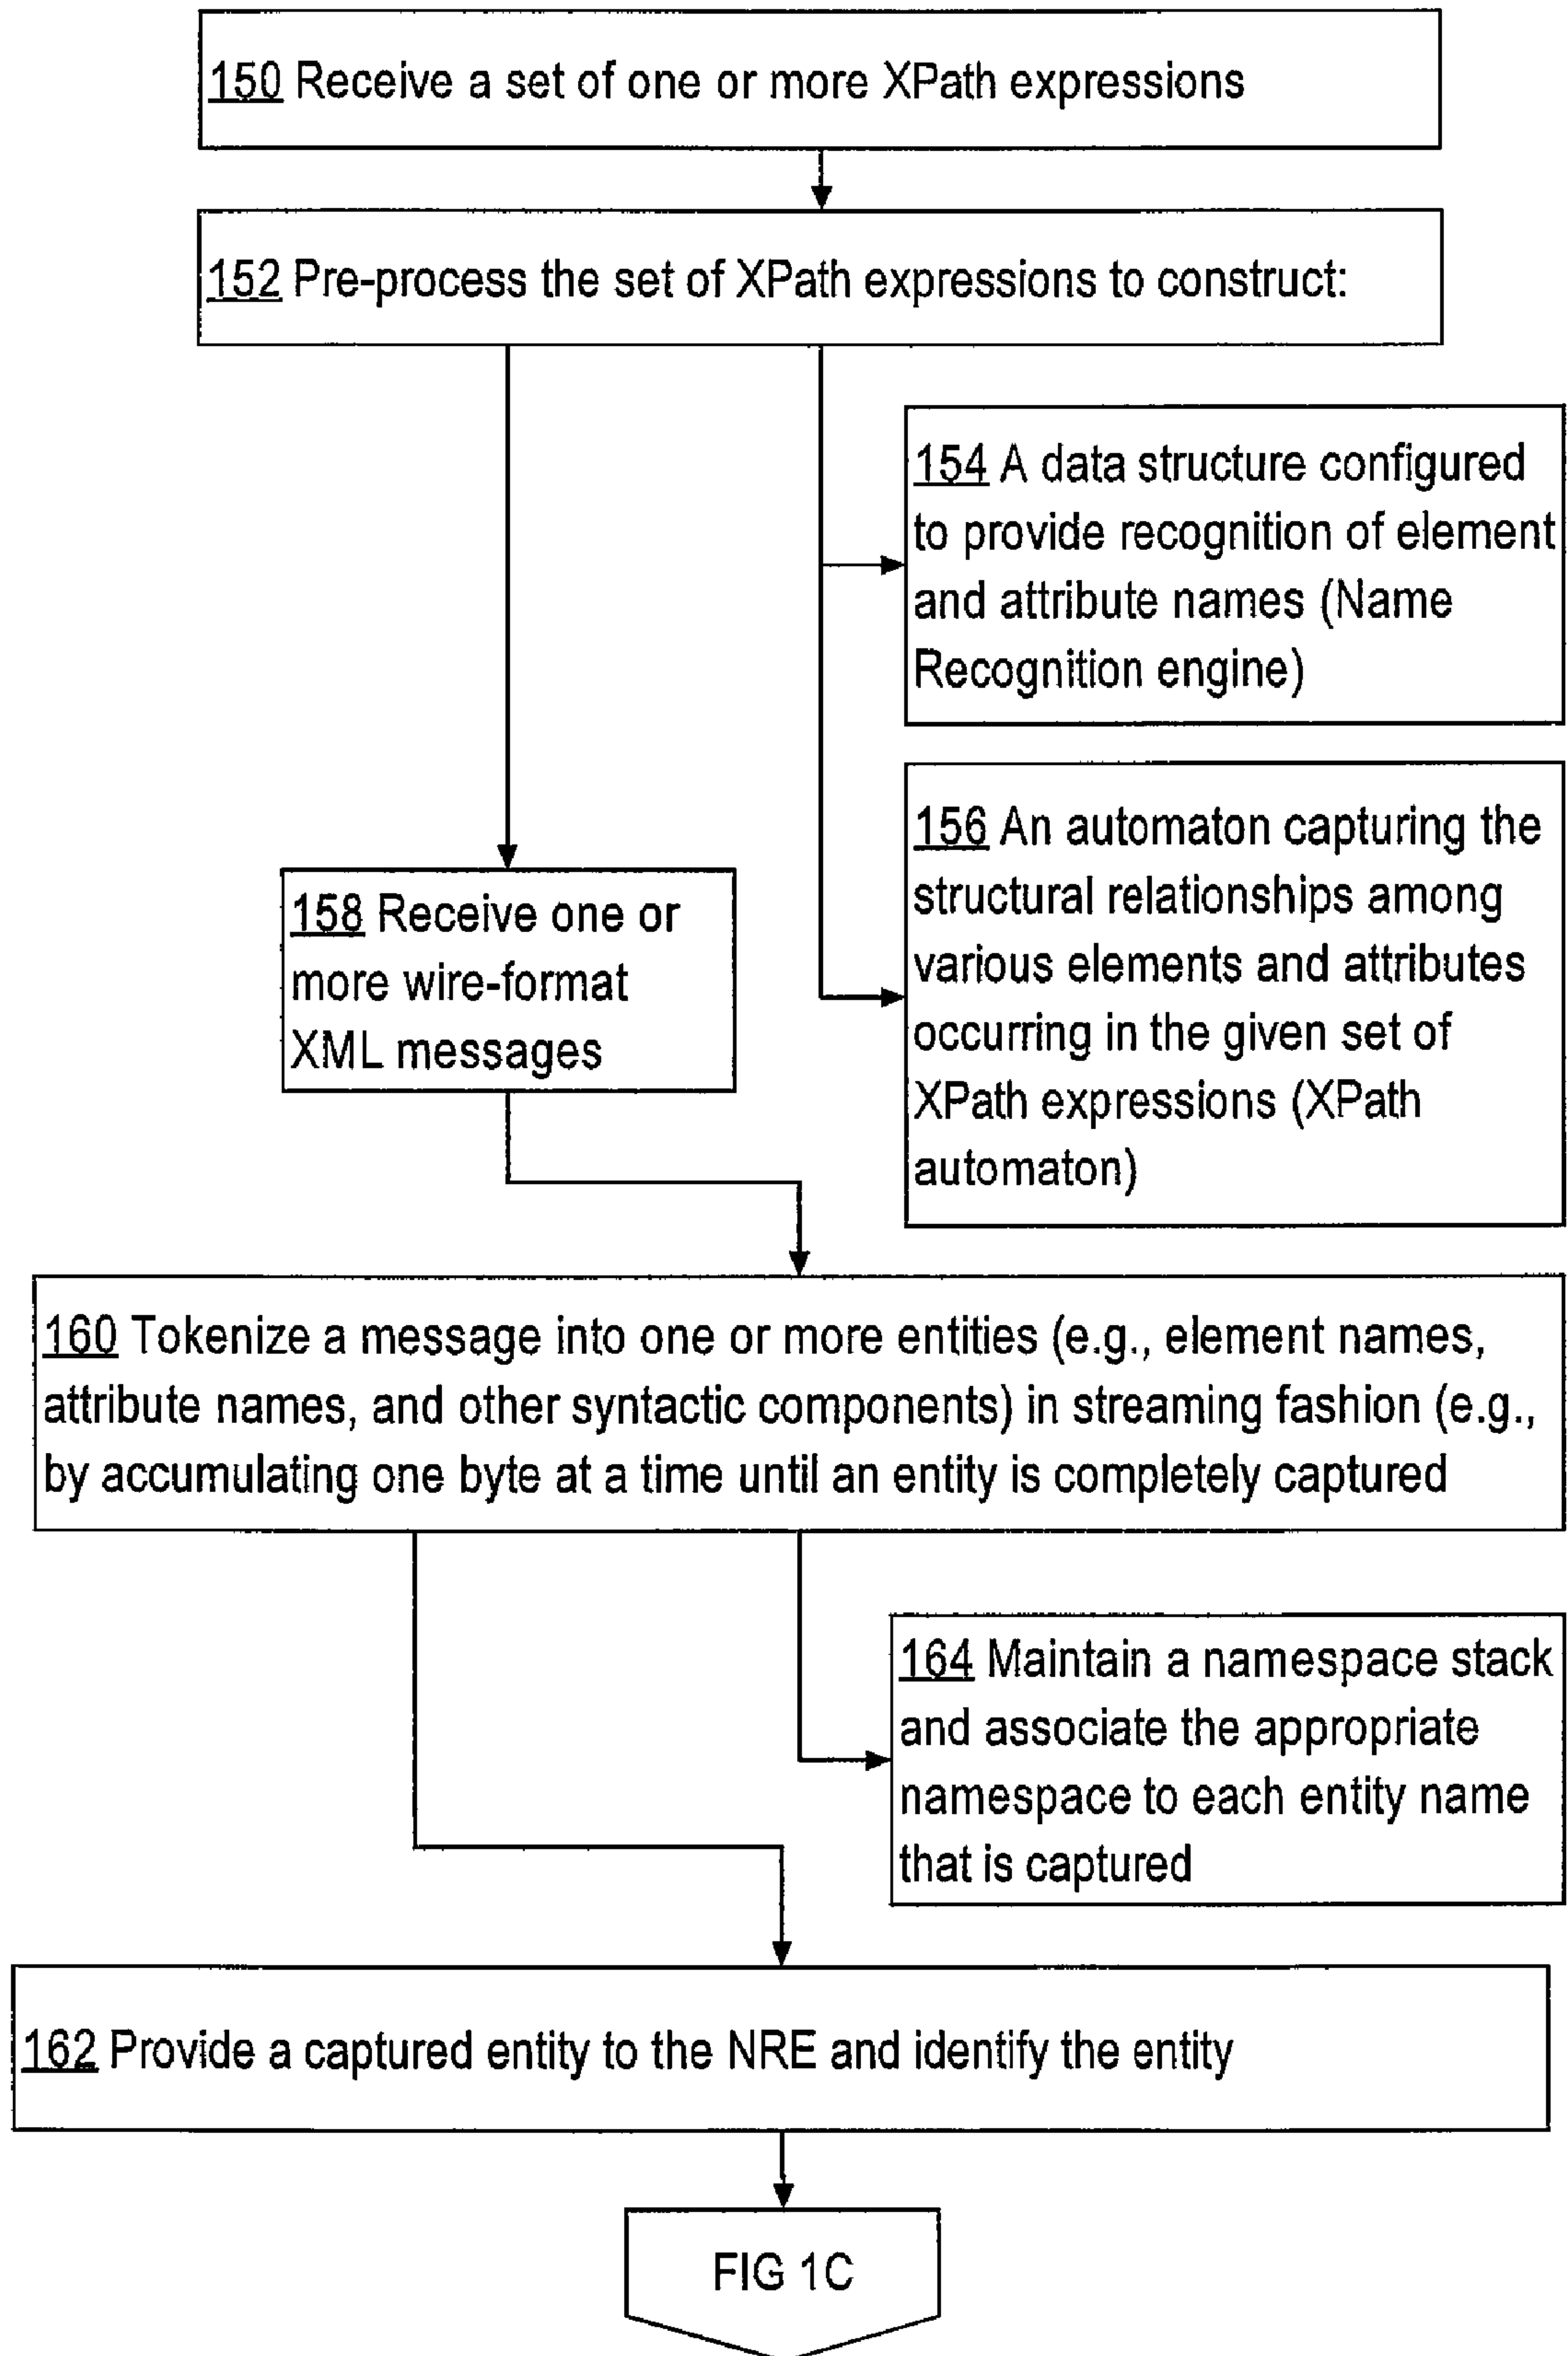 150 Receive a set of one or more XPath expressions
152 Pre-process the set of XPath expressions to construct:
154 A data structure configured
to provide recognition of element
and attribute names (Name
Recognition engine)
156 An automaton capturing the
structural relationships among
various elements and attributes
occurring in the given set of
XPath expressions (XPath
automaton)
158 Receive one or
more wire-format
XML messages
160 Tokenize a message into one or more entities (e.g., element names,
attribute names, and other syntactic components) in streaming fashion (e.g.,
by accumulating one byte at a time until an entity is completely captured
164 Maintain a namespace stack
and associate the appropriate
namespace to each entity name
that is captured
162 Provide a captured entity to the NRE and identify the entity
FIG 1C